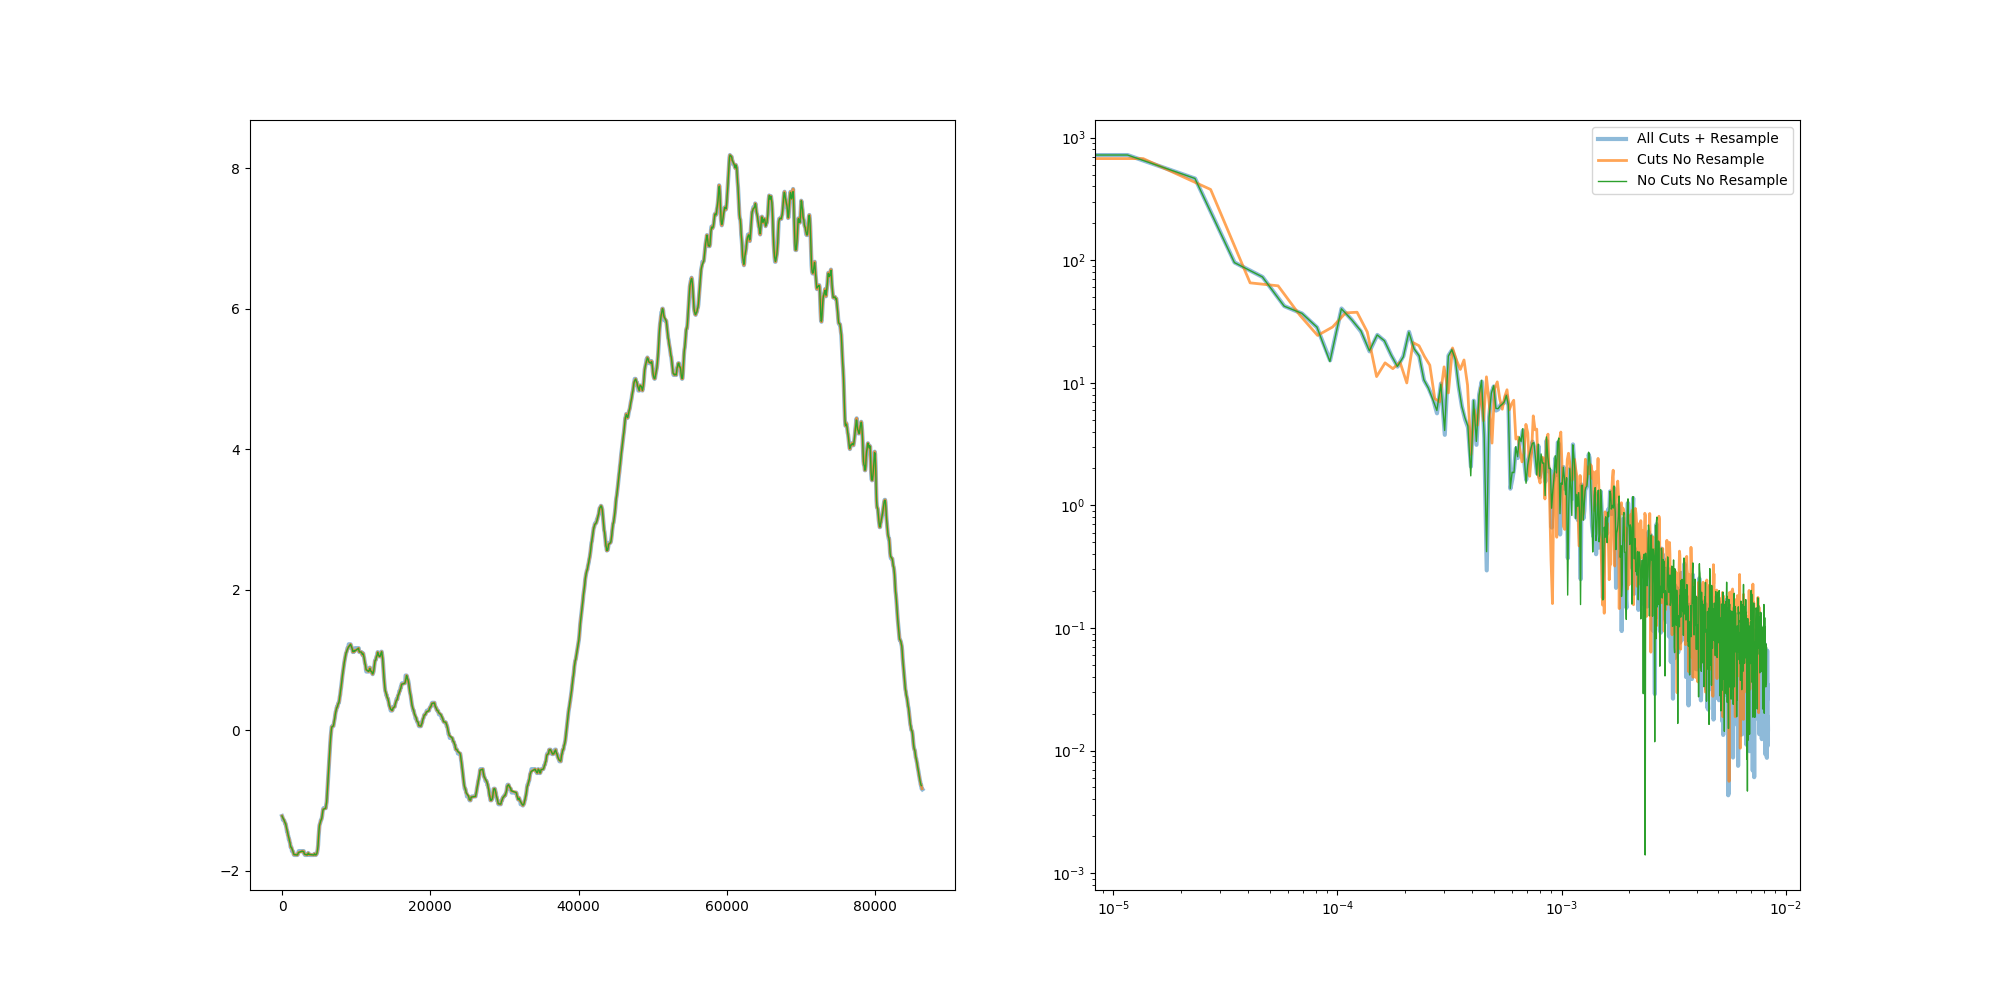 8
6
4
2
0
−2
0 20000 40000 60000 80000
10³
10²
10¹
10⁰
10⁻¹
10⁻²
10⁻³
10⁻⁵ 10⁻⁴ 10⁻³ 10⁻²
All Cuts + Resample
Cuts No Resample
No Cuts No Resample